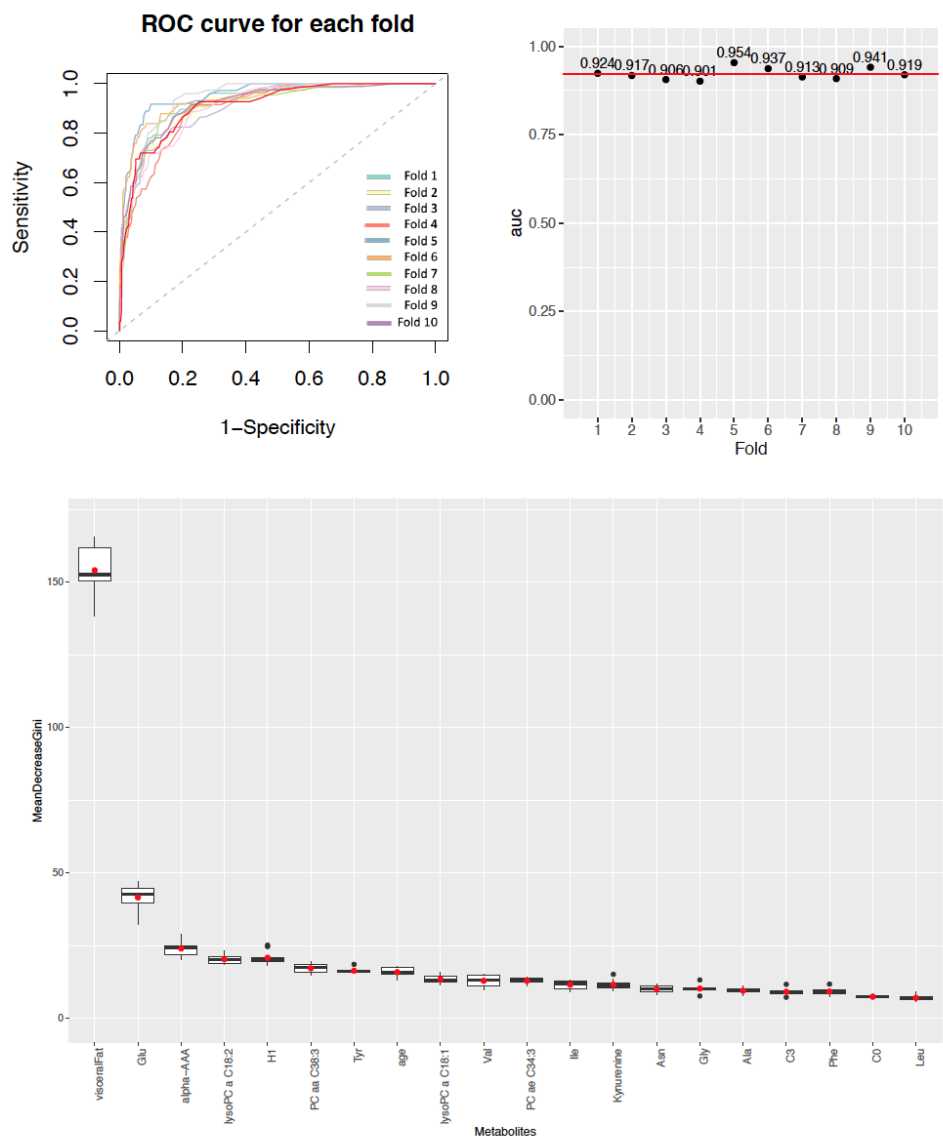 ROC curve for each fold
Sensitivity
1.0
0.8
0.6
0.4
0.2
0.0
Fold 1
Fold 2
Fold 3
Fold 4
Fold 5
Fold 6
Fold 7
Fold 8
Fold 9
Fold 10
0.0 0.2 0.4 0.6 0.8 1.0
1−Specificity
auc
1.00
0.75
0.50
0.25
0.00
0.924 0.917 0.906 0.901 0.954 0.937 0.913 0.909 0.941 0.919
1 2 3 4 5 6 7 8 9 10
Fold
MeanDecreaseGini
150
100
50
0
visceralFat
Glu
alpha−AAA
lysoPC a C18:2
H1
PC aa C38:3
Tyr
age
lysoPC a C18:1
Val
PC ae C34:3
Ile
Kynurenine
Asn
Gly
Ala
C3
Phe
C0
Leu
Metabolites